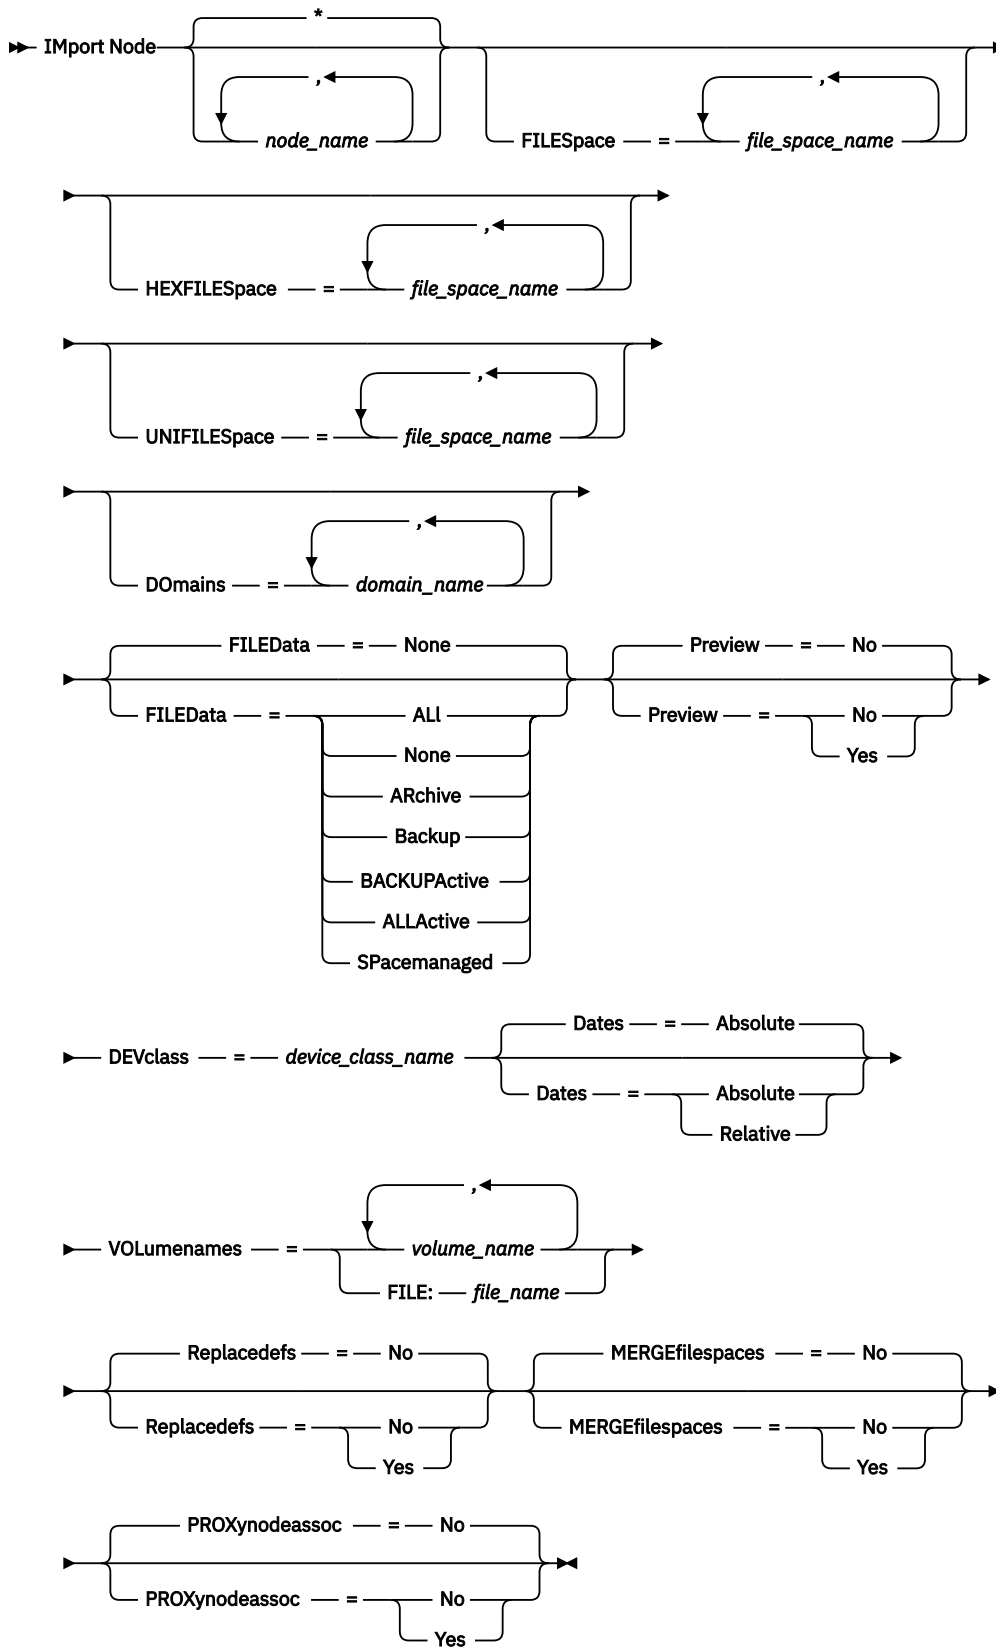 *
IMport Node
,
node_name
,
FILESpace = file_space_name
,
HEXFILESpace = file_space_name
,
UNIFILESpace = file_space_name
,
DOmains = domain_name
FILEData = None
Preview = No
FILEData = ALl
None
ARchive
Backup
BACKUPActive
ALLActive
SPacemanaged
Preview = No
Yes
DEVclass = device_class_name
Dates = Absolute
Dates = Absolute
Relative
,
VOLumenames = volume_name
FILE: file_name
Replacedefs = No
MERGEfilespaces = No
Replacedefs = No
Yes
MERGEfilespaces = No
Yes
PROXynodeassoc = No
PROXynodeassoc = No
Yes